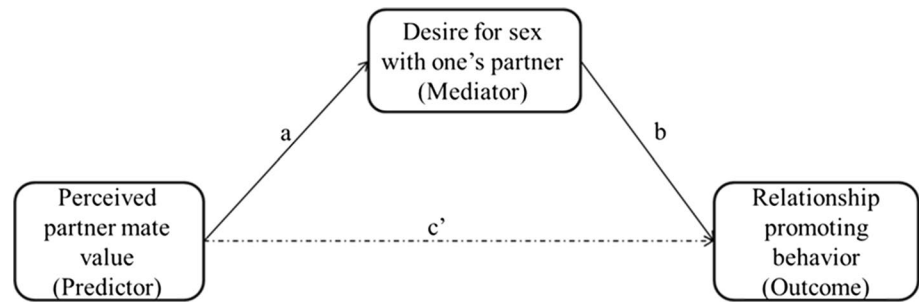 Desire for sex
with one's partner
(Mediator)
a
b
Perceived
partner mate
value
(Predictor)
c'
Relationship
promoting
behavior
(Outcome)